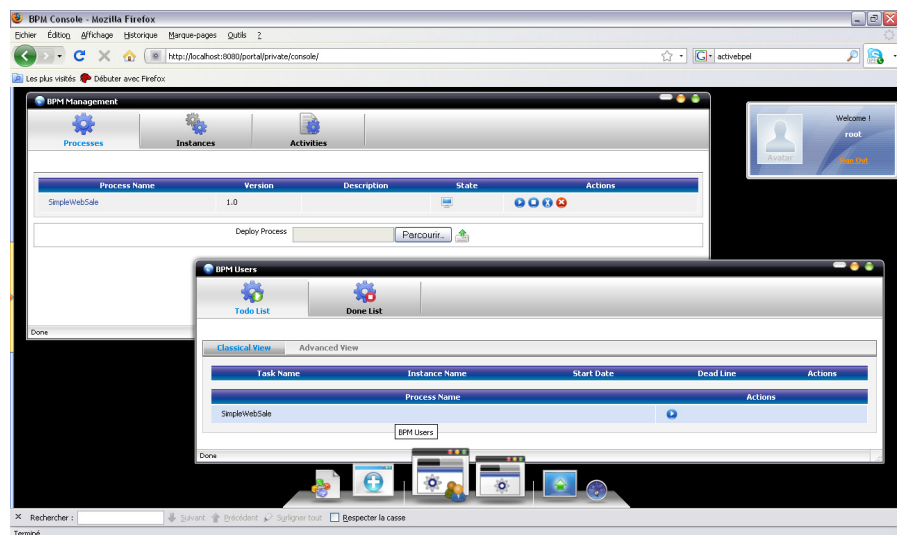 BPM Console - Mozilla Firefox
Fichier Édition Affichage Historique Marque-pages Outils ?
http://localhost:8080/portal/private/console/ activebpel
Les plus visités Débuter avec Firefox
BPM Management
Processes Instances Activities
Process Name Version Description State Actions
SimpleWebSale 1.0
Deploy Process Parcourir...
Done
Welcome !
root
Avatar Sign Out
BPM Users
Todo List Done List
Classical View Advanced View
Task Name Instance Name Start Date Dead Line Actions
Process Name Actions
SimpleWebSale
BPM Users
Done
Rechercher : Suivant Précédent Surligner tout Respecter la casse
Terminé